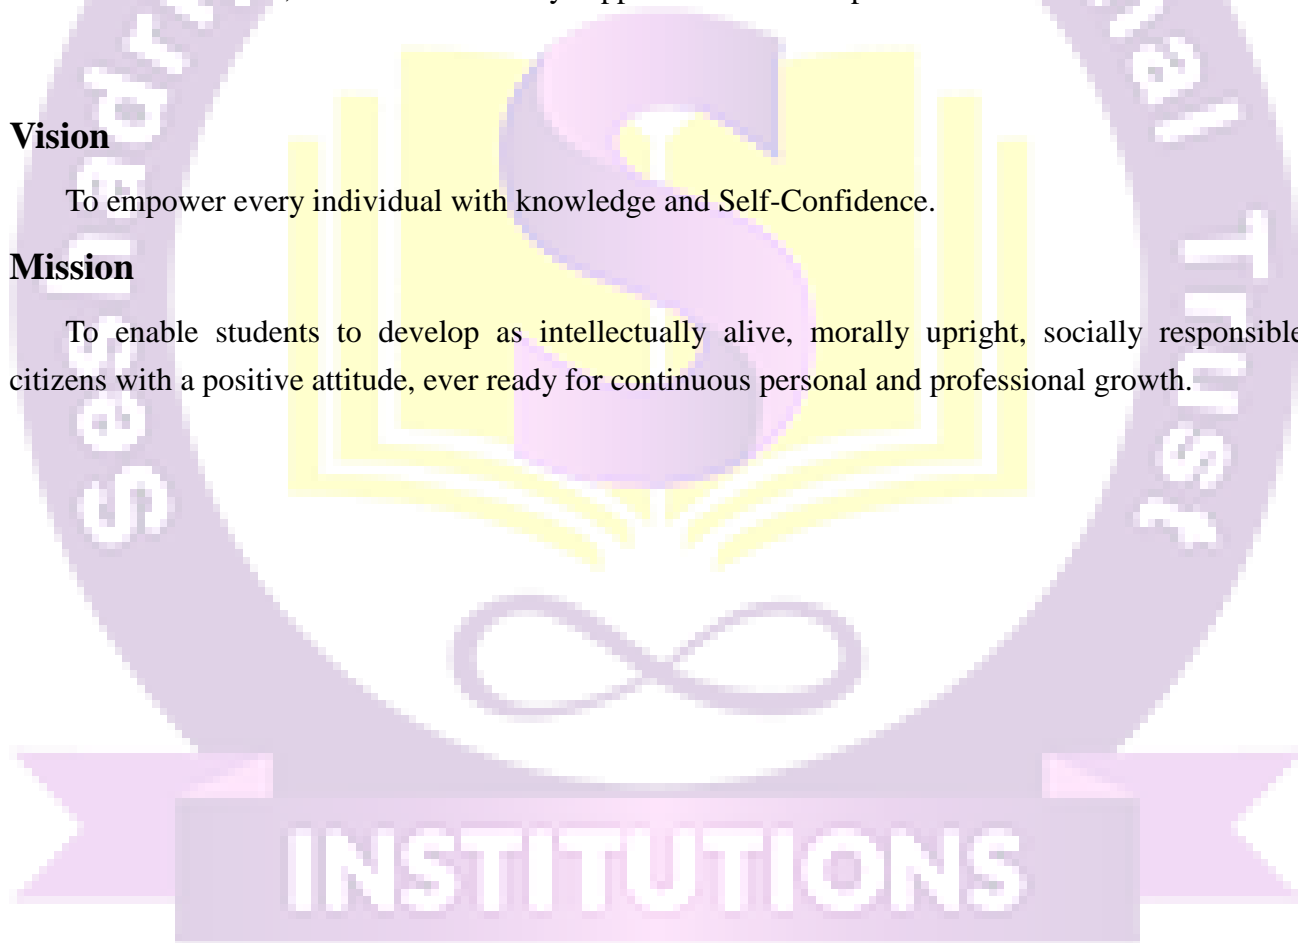 Vision
To empower every individual with knowledge and Self-Confidence.
Mission
To enable students to develop as intellectually alive, morally upright, socially responsible
citizens with a positive attitude, ever ready for continuous personal and professional growth.
Trust
S
INSTITUTIONS